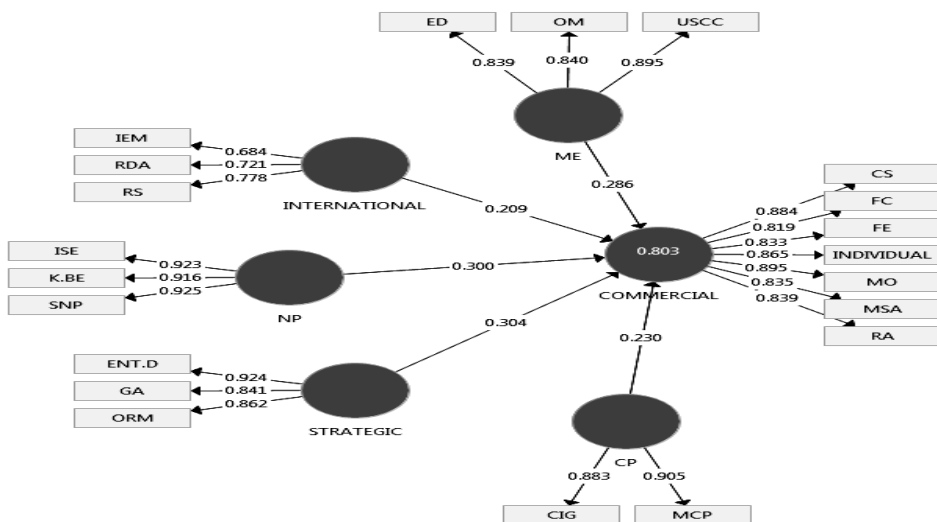 ED
OM
USCC
0.839
0.840
0.895
ME
0.286
IEM
RDA
RS
0.684
0.721
0.778
INTERNATIONAL
0.209
ISE
K.BE
SNP
0.923
0.916
0.925
NP
0.300
ENT.D
GA
ORM
0.924
0.841
0.862
STRATEGIC
0.304
0.803
COMMERCIAL
0.884
0.819
0.833
0.865
0.895
0.835
0.839
CS
FC
FE
INDIVIDUAL
MO
MSA
RA
0.230
CP
0.883
0.905
CIG
MCP